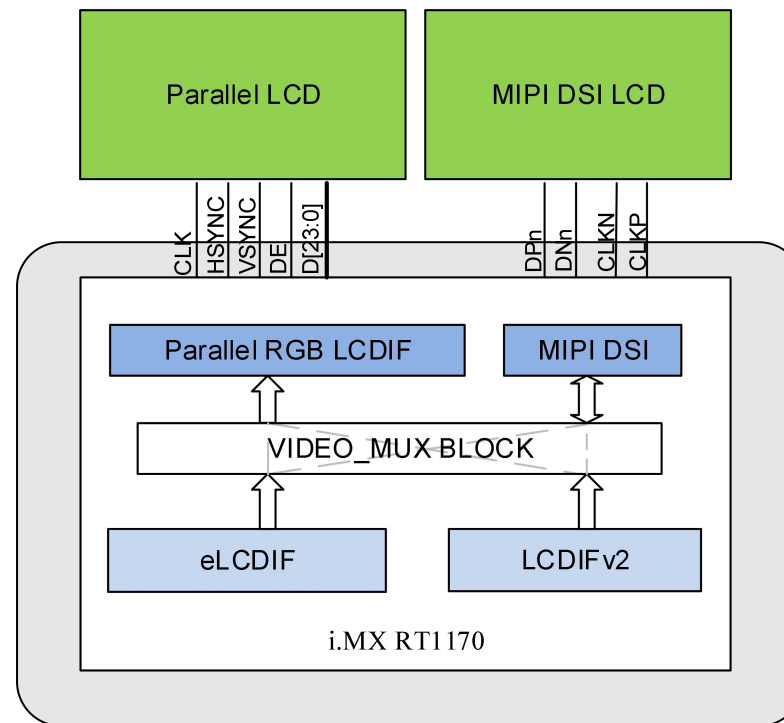 Parallel LCD
MIPI DSI LCD
CLK
HSYNC
VSYNC
DE
D[23:0]
DPn
DNn
CLKN
CLKP
Parallel RGB LCDIF
MIPI DSI
VIDEO_MUX BLOCK
eLCDIF
LCDIFv2
i.MX RT1170